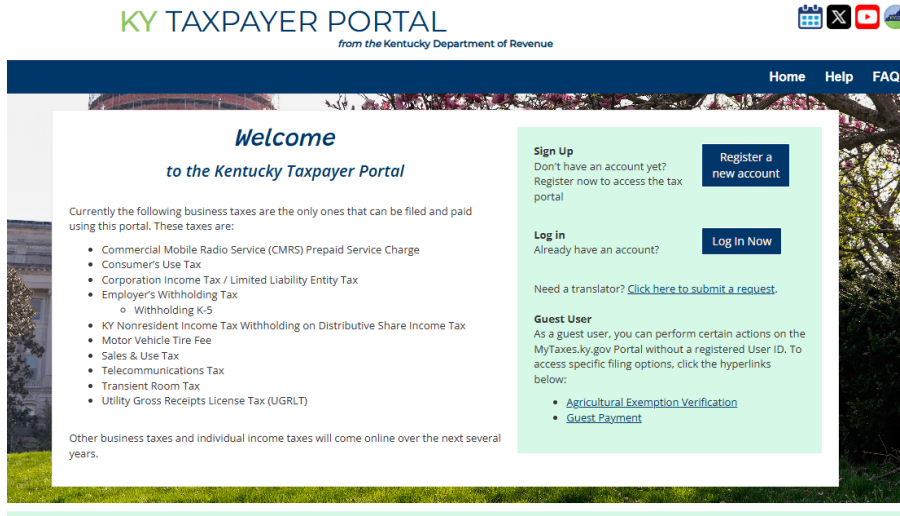 KY TAXPAYER PORTAL
from the Kentucky Department of Revenue
Home Help FAQ
Welcome
to the Kentucky Taxpayer Portal
Currently the following business taxes are the only ones that can be filed and paid
using this portal. These taxes are:
Commercial Mobile Radio Service (CMRS) Prepaid Service Charge
Consumer's Use Tax
Corporation Income Tax / Limited Liability Entity Tax
Employer's Withholding Tax
Withholding K-5
KY Nonresident Income Tax Withholding on Distributive Share Income Tax
Motor Vehicle Tire Fee
Sales & Use Tax
Telecommunications Tax
Transient Room Tax
Utility Gross Receipts License Tax (UGRLT)
Other business taxes and individual income taxes will come online over the next several
years.
Sign Up
Don't have an account yet?
Register now to access the tax
portal
Register a
new account
Log in
Already have an account?
Log In Now
Need a translator? Click here to submit a request.
Guest User
As a guest user, you can perform certain actions on the
MyTaxes.ky.gov Portal without a registered User ID. To
access specific filing options, click the hyperlinks
below:
Agricultural Exemption Verification
Guest Payment